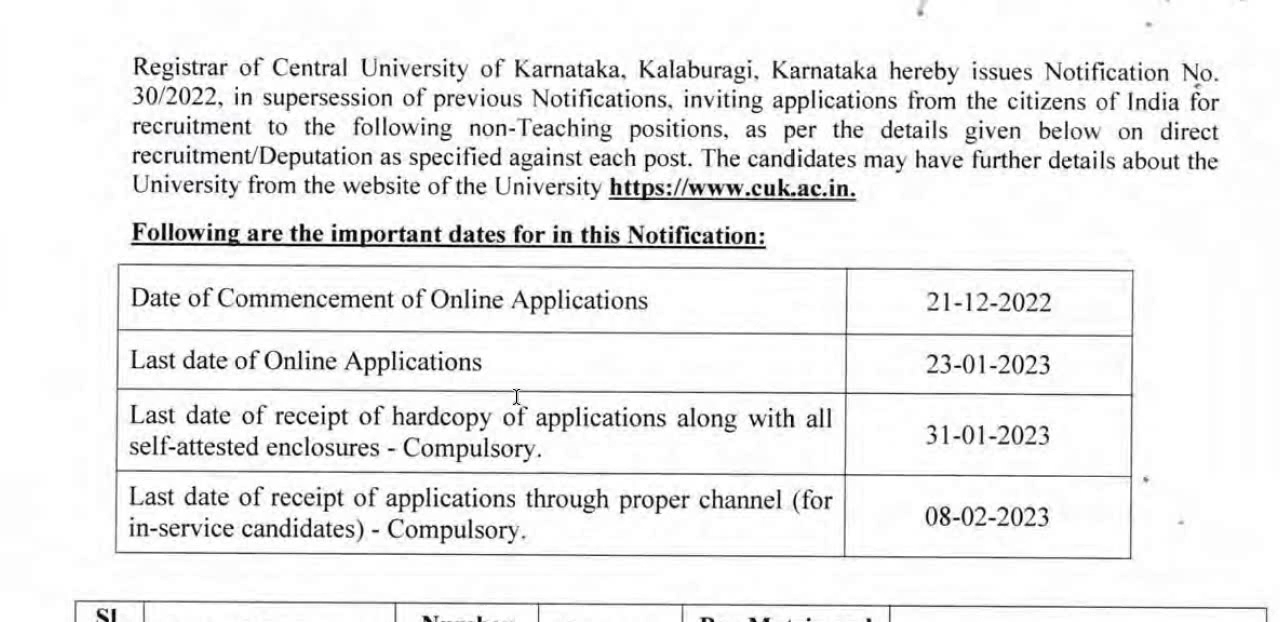 Registrar of Central University of Karnataka, Kalaburagi, Karnataka hereby issues Notification No.
30/2022, in supersession of previous Notifications, inviting applications from the citizens of India for
recruitment to the following non-Teaching positions, as per the details given below on direct
recruitment/Deputation as specified against each post. The candidates may have further details about the
University from the website of the University https://www.cuk.ac.in.
Following are the important dates for in this Notification:
Date of Commencement of Online Applications 21-12-2022
Last date of Online Applications 23-01-2023
Last date of receipt of hardcopy of applications along with all
self-attested enclosures - Compulsory. 31-01-2023
Last date of receipt of applications through proper channel (for
in-service candidates) - Compulsory. 08-02-2023
Sl. Number